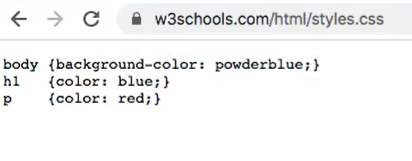 w3schools.com/html/styles.css
body {background-color: powderblue;}
h1   {color: blue;}
p    {color: red;}